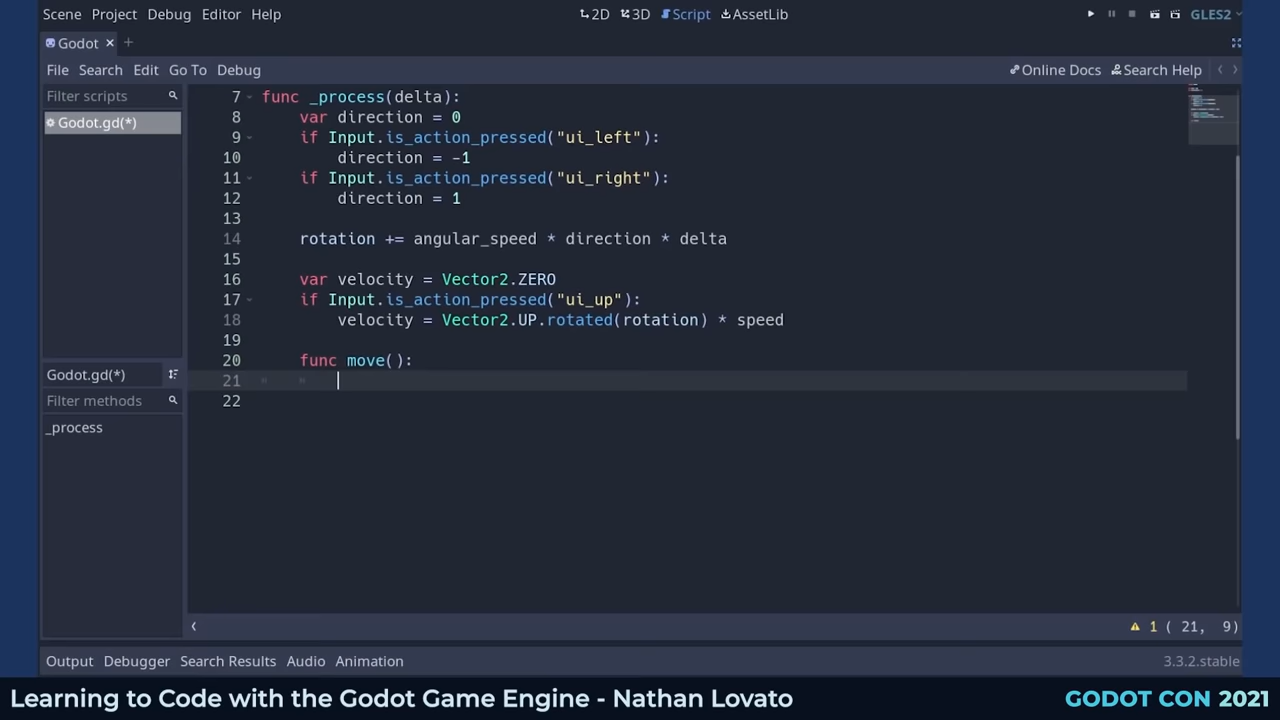 Scene Project Debug Editor Help 2D 3D Script AssetLib GLES2
Godot
File Search Edit Go To Debug Online Docs Search Help
Filter scripts
Godot.gd(*)
Godot.gd(*)
Filter methods
_process
7 func _process(delta):
8 var direction = 0
9 if Input.is_action_pressed("ui_left"):
10 direction = -1
11 if Input.is_action_pressed("ui_right"):
12 direction = 1
13
14 rotation += angular_speed * direction * delta
15
16 var velocity = Vector2.ZERO
17 if Input.is_action_pressed("ui_up"):
18 velocity = Vector2.UP.rotated(rotation) * speed
19
20 func move():
21
22
1 ( 21, 9)
Output Debugger Search Results Audio Animation 3.3.2.stable
Learning to Code with the Godot Game Engine - Nathan Lovato GODOT CON 2021